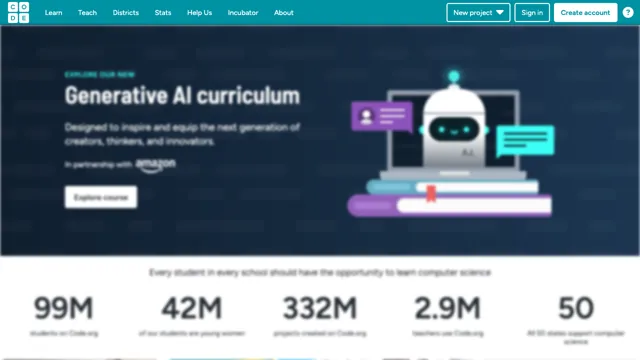 C O
D E
Learn Teach Districts Stats Help Us Incubator About
New project Sign in Create account ?
EXPLORE OUR NEW
Generative AI curriculum
Designed to inspire and equip the next generation of
creators, thinkers, and innovators.
In partnership with amazon
Explore course
A.I.
Every student in every school should have the opportunity to learn computer science
99M 42M 332M 2.9M 50
students on Code.org of our students are young women projects created on Code.org teachers use Code.org All 50 states support computer
science